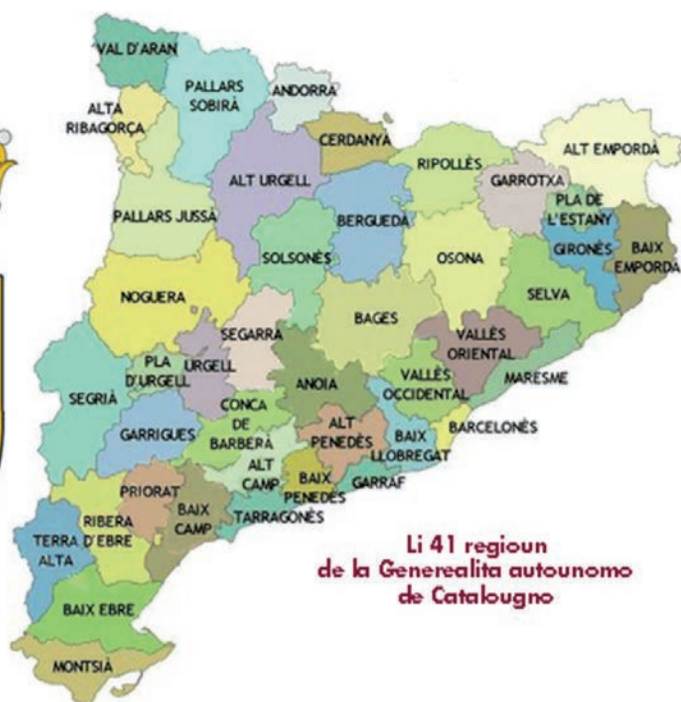 VAL D'ARAN
PALLARS
SOBIRÀ
ANDORRA
ALTA
RIBAGORÇA
CERDANYA
RIPOLLÈS
ALT EMPORDÀ
GARROTXA
ALT URGELL
PLA DE
L'ESTANY
PALLARS JUSSÀ
BERGUEDÀ
GIRONÈS
BAIX
EMPORDÀ
SOLSONÈS
OSONA
NOGUERA
SELVA
BAGES
SEGARRA
VALLÈS
ORIENTAL
PLA
D'URGELL
URGELL
ANOIA
VALLÈS
OCCIDENTAL
MARESME
SEGRIÀ
CONCA
DE
BARBERÀ
ALT
PENEDÈS
BARCELONÈS
GARRIGUES
BAIX
LLOBREGAT
ALT
CAMP
BAIX
PENEDÈS
GARRAF
PRIORAT
BAIX
CAMP
TARRAGONÈS
RIBERA
D'EBRE
TERRA
ALTA
BAIX EBRE
MONTSIÀ
Li 41 regioun
de la Generealita autounomo
de Catalougno